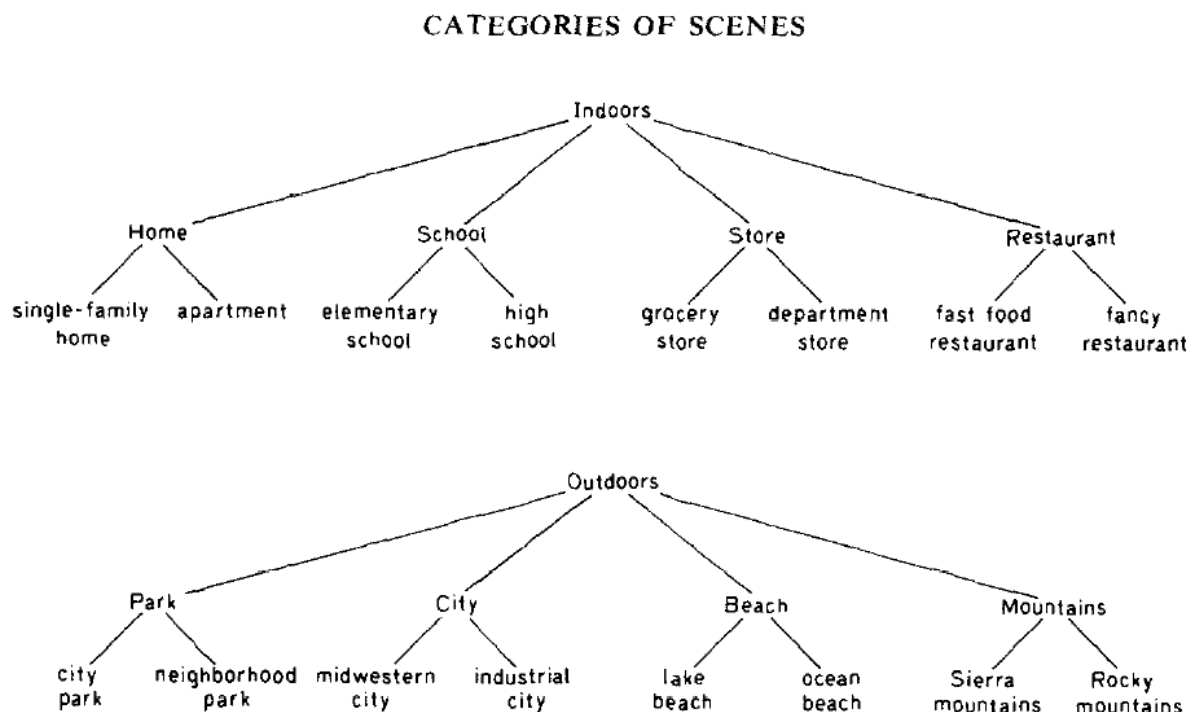 CATEGORIES OF SCENES
Indoors
Home School Store Restaurant
single-family apartment elementary high grocery department fast food fancy
home school school store store restaurant restaurant
Outdoors
Park City Beach Mountains
city neighborhood midwestern industrial lake ocean Sierra Rocky
park park city city beach beach mountains mountains